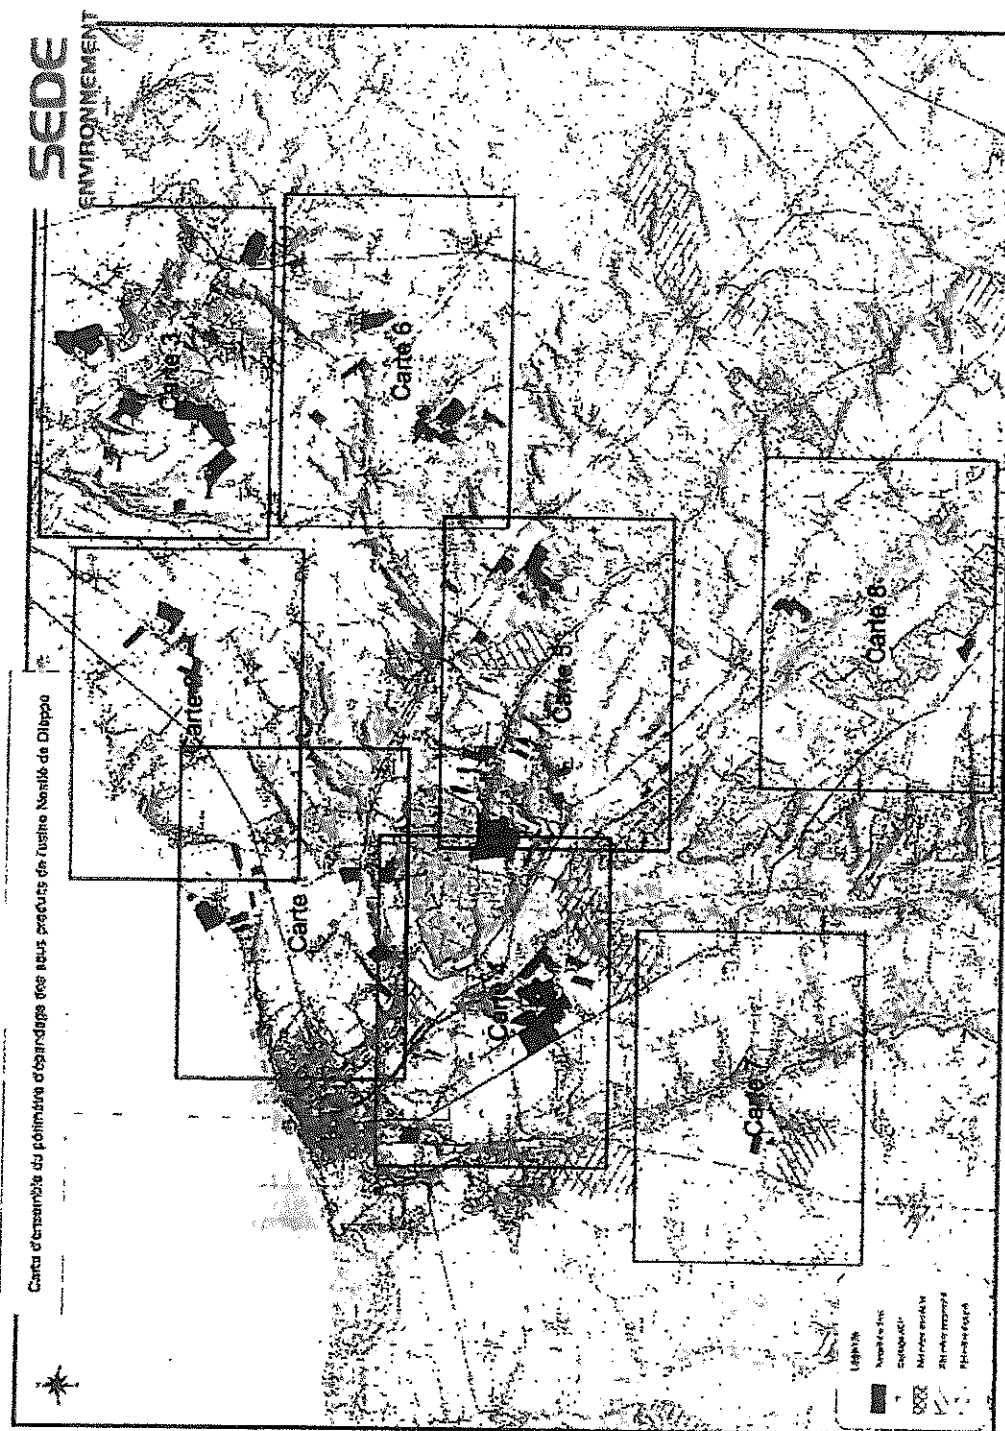 Carte d'ensemble du périmètre d'épandage des sous produits de l'usine Nestlé de Dieppe
SEDE
ENVIRONNEMENT
Carte 1
Carte 2
Carte 3
Carte 4
Carte 5
Carte 6
Carte 7
Carte 8
Légende